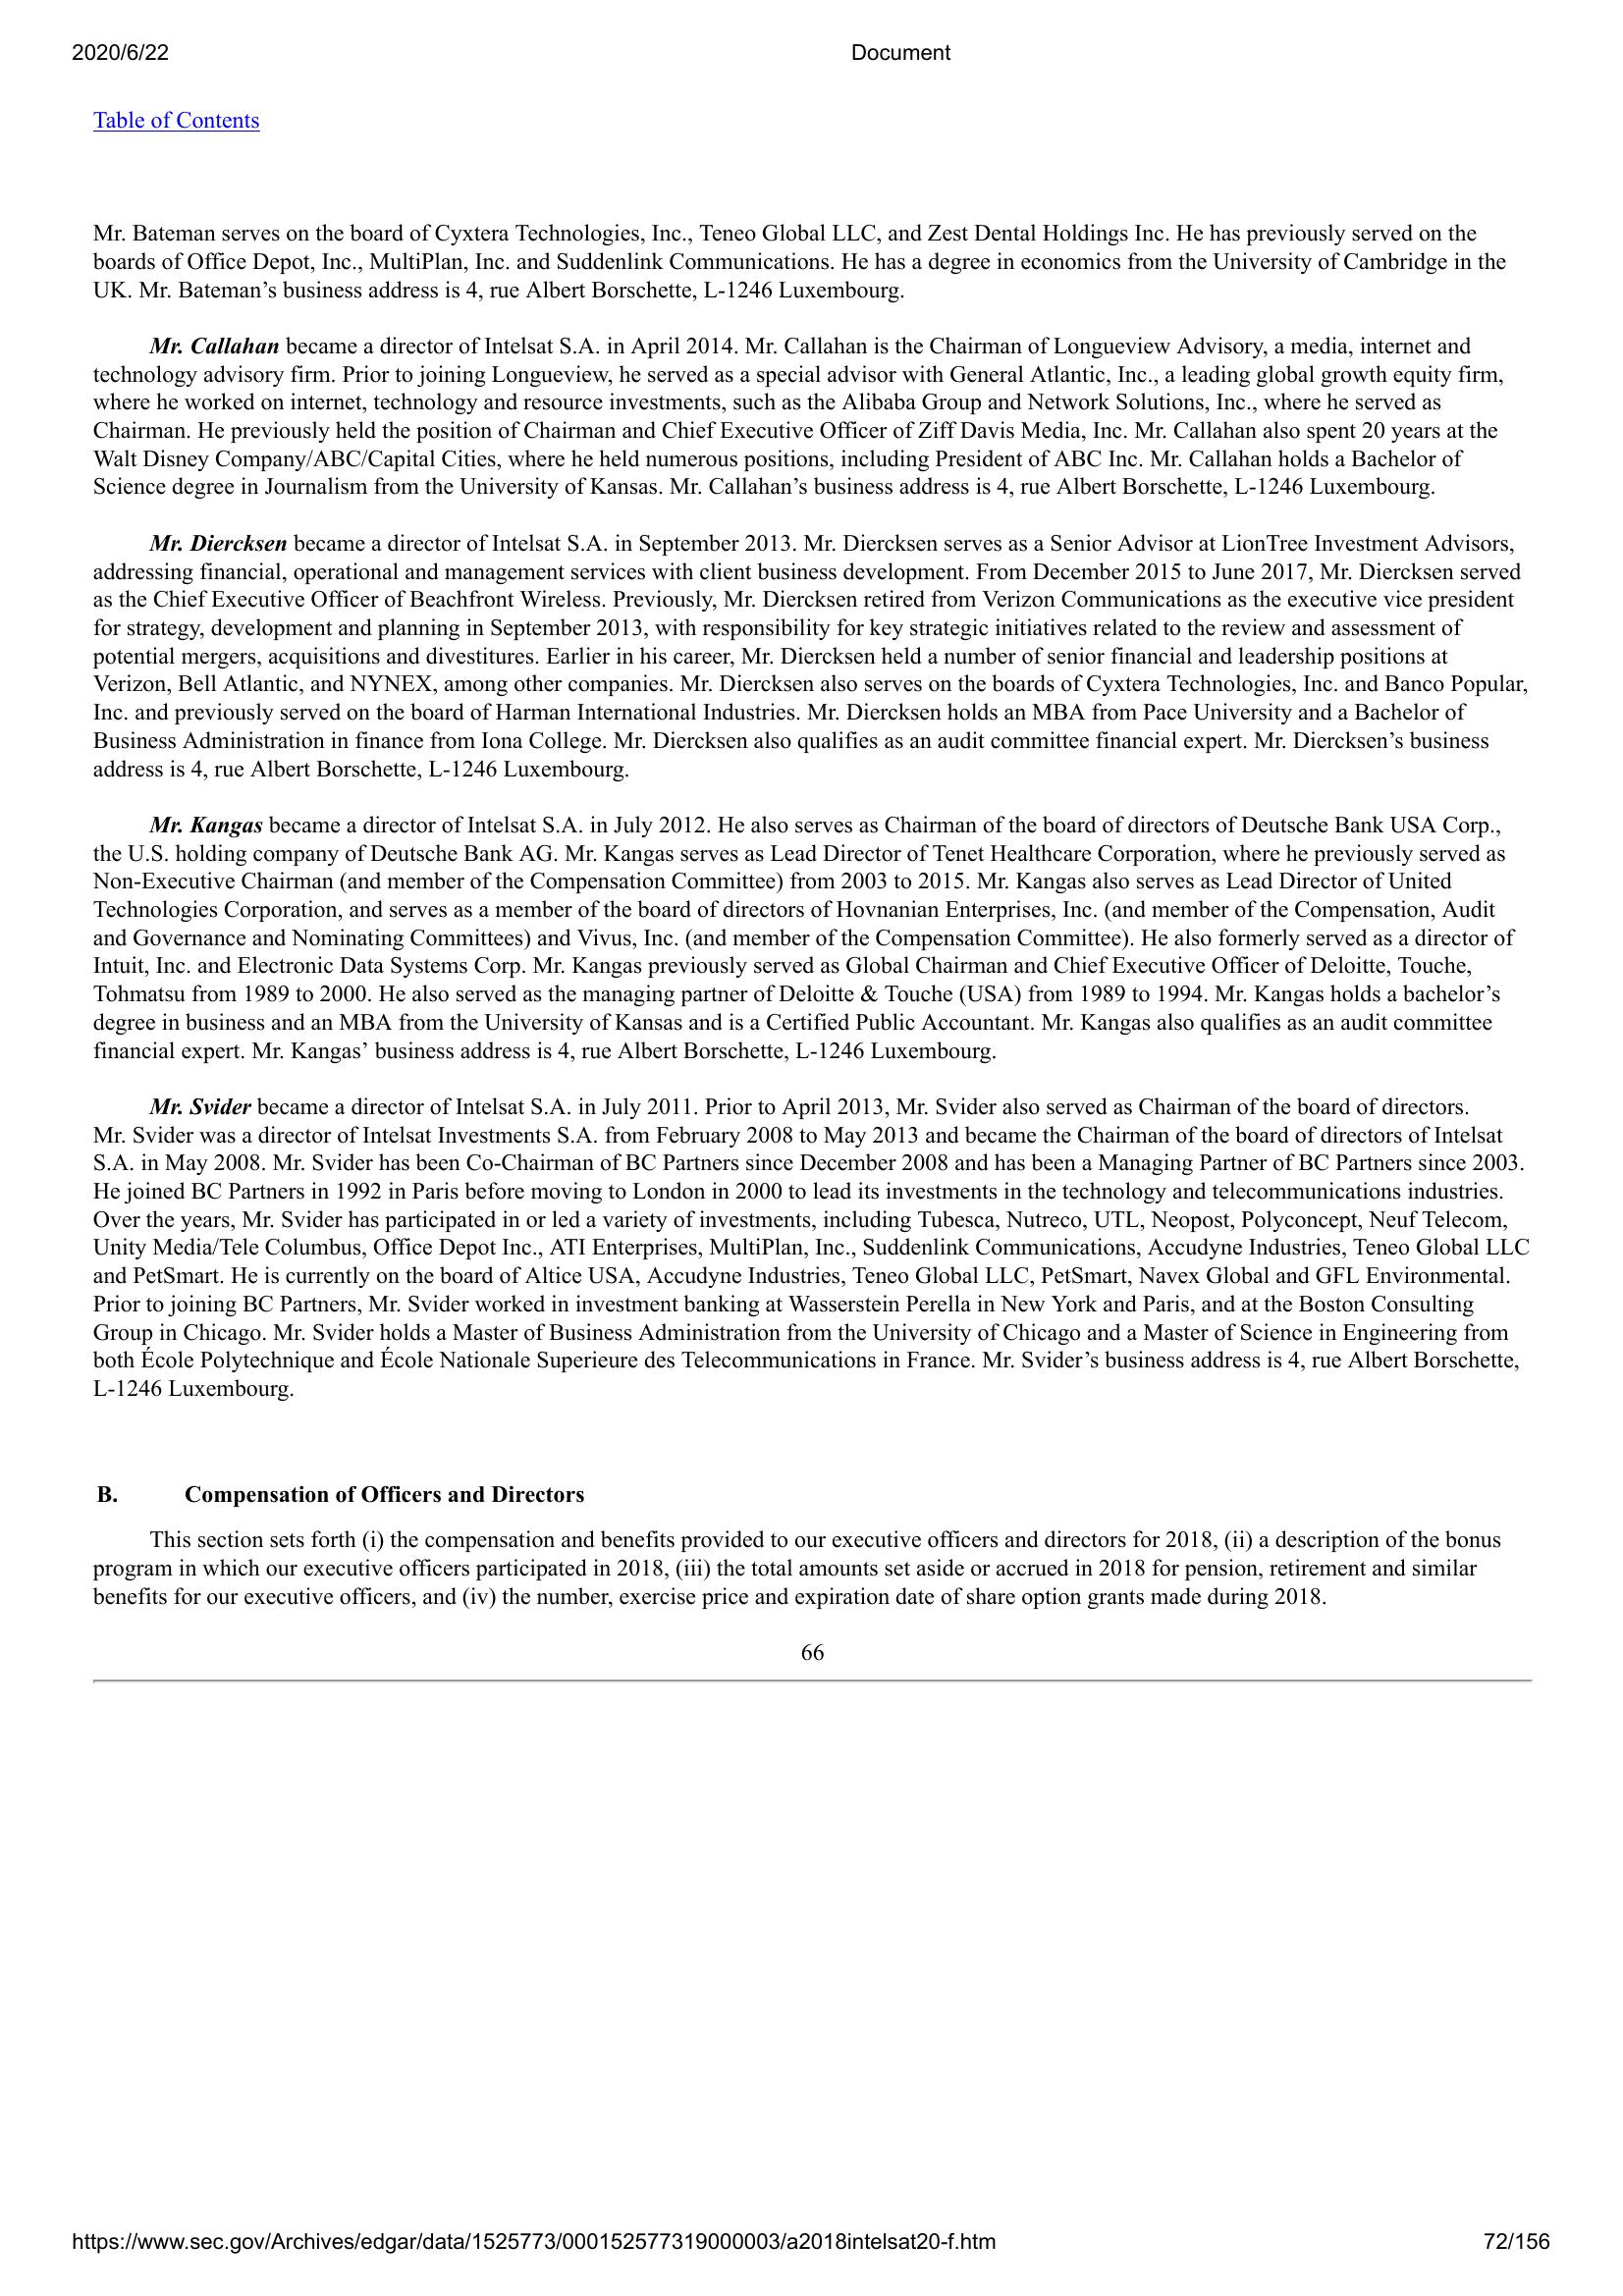 2020/6/22 Document
Table of Contents
Mr. Bateman serves on the board of Cyxtera Technologies, Inc., Teneo Global LLC, and Zest Dental Holdings Inc. He has previously served on the
boards of Office Depot, Inc., MultiPlan, Inc. and Suddenlink Communications. He has a degree in economics from the University of Cambridge in the
UK. Mr. Bateman’s business address is 4, rue Albert Borschette, L-1246 Luxembourg.
Mr. Callahan became a director of Intelsat S.A. in April 2014. Mr. Callahan is the Chairman of Longueview Advisory, a media, internet and
technology advisory firm. Prior to joining Longueview, he served as a special advisor with General Atlantic, Inc., a leading global growth equity firm,
where he worked on internet, technology and resource investments, such as the Alibaba Group and Network Solutions, Inc., where he served as
Chairman. He previously held the position of Chairman and Chief Executive Officer of Ziff Davis Media, Inc. Mr. Callahan also spent 20 years at the
Walt Disney Company/ABC/Capital Cities, where he held numerous positions, including President of ABC Inc. Mr. Callahan holds a Bachelor of
Science degree in Journalism from the University of Kansas. Mr. Callahan’s business address is 4, rue Albert Borschette, L-1246 Luxembourg.
Mr. Diercksen became a director of Intelsat S.A. in September 2013. Mr. Diercksen serves as a Senior Advisor at LionTree Investment Advisors,
addressing financial, operational and management services with client business development. From December 2015 to June 2017, Mr. Diercksen served
as the Chief Executive Officer of Beachfront Wireless. Previously, Mr. Diercksen retired from Verizon Communications as the executive vice president
for strategy, development and planning in September 2013, with responsibility for key strategic initiatives related to the review and assessment of
potential mergers, acquisitions and divestitures. Earlier in his career, Mr. Diercksen held a number of senior financial and leadership positions at
Verizon, Bell Atlantic, and NYNEX, among other companies. Mr. Diercksen also serves on the boards of Cyxtera Technologies, Inc. and Banco Popular,
Inc. and previously served on the board of Harman International Industries. Mr. Diercksen holds an MBA from Pace University and a Bachelor of
Business Administration in finance from Iona College. Mr. Diercksen also qualifies as an audit committee financial expert. Mr. Diercksen’s business
address is 4, rue Albert Borschette, L-1246 Luxembourg.
Mr. Kangas became a director of Intelsat S.A. in July 2012. He also serves as Chairman of the board of directors of Deutsche Bank USA Corp.,
the U.S. holding company of Deutsche Bank AG. Mr. Kangas serves as Lead Director of Tenet Healthcare Corporation, where he previously served as
Non-Executive Chairman (and member of the Compensation Committee) from 2003 to 2015. Mr. Kangas also serves as Lead Director of United
Technologies Corporation, and serves as a member of the board of directors of Hovnanian Enterprises, Inc. (and member of the Compensation, Audit
and Governance and Nominating Committees) and Vivus, Inc. (and member of the Compensation Committee). He also formerly served as a director of
Intuit, Inc. and Electronic Data Systems Corp. Mr. Kangas previously served as Global Chairman and Chief Executive Officer of Deloitte, Touche,
Tohmatsu from 1989 to 2000. He also served as the managing partner of Deloitte & Touche (USA) from 1989 to 1994. Mr. Kangas holds a bachelor’s
degree in business and an MBA from the University of Kansas and is a Certified Public Accountant. Mr. Kangas also qualifies as an audit committee
financial expert. Mr. Kangas’ business address is 4, rue Albert Borschette, L-1246 Luxembourg.
Mr. Svider became a director of Intelsat S.A. in July 2011. Prior to April 2013, Mr. Svider also served as Chairman of the board of directors.
Mr. Svider was a director of Intelsat Investments S.A. from February 2008 to May 2013 and became the Chairman of the board of directors of Intelsat
S.A. in May 2008. Mr. Svider has been Co-Chairman of BC Partners since December 2008 and has been a Managing Partner of BC Partners since 2003.
He joined BC Partners in 1992 in Paris before moving to London in 2000 to lead its investments in the technology and telecommunications industries.
Over the years, Mr. Svider has participated in or led a variety of investments, including Tubesca, Nutreco, UTL, Neopost, Polyconcept, Neuf Telecom,
Unity Media/Tele Columbus, Office Depot Inc., ATI Enterprises, MultiPlan, Inc., Suddenlink Communications, Accudyne Industries, Teneo Global LLC
and PetSmart. He is currently on the board of Altice USA, Accudyne Industries, Teneo Global LLC, PetSmart, Navex Global and GFL Environmental.
Prior to joining BC Partners, Mr. Svider worked in investment banking at Wasserstein Perella in New York and Paris, and at the Boston Consulting
Group in Chicago. Mr. Svider holds a Master of Business Administration from the University of Chicago and a Master of Science in Engineering from
both École Polytechnique and École Nationale Superieure des Telecommunications in France. Mr. Svider’s business address is 4, rue Albert Borschette,
L-1246 Luxembourg.
B. Compensation of Officers and Directors
This section sets forth (i) the compensation and benefits provided to our executive officers and directors for 2018, (ii) a description of the bonus
program in which our executive officers participated in 2018, (iii) the total amounts set aside or accrued in 2018 for pension, retirement and similar
benefits for our executive officers, and (iv) the number, exercise price and expiration date of share option grants made during 2018.
66
https://www.sec.gov/Archives/edgar/data/1525773/000152577319000003/a2018intelsat20-f.htm 72/156